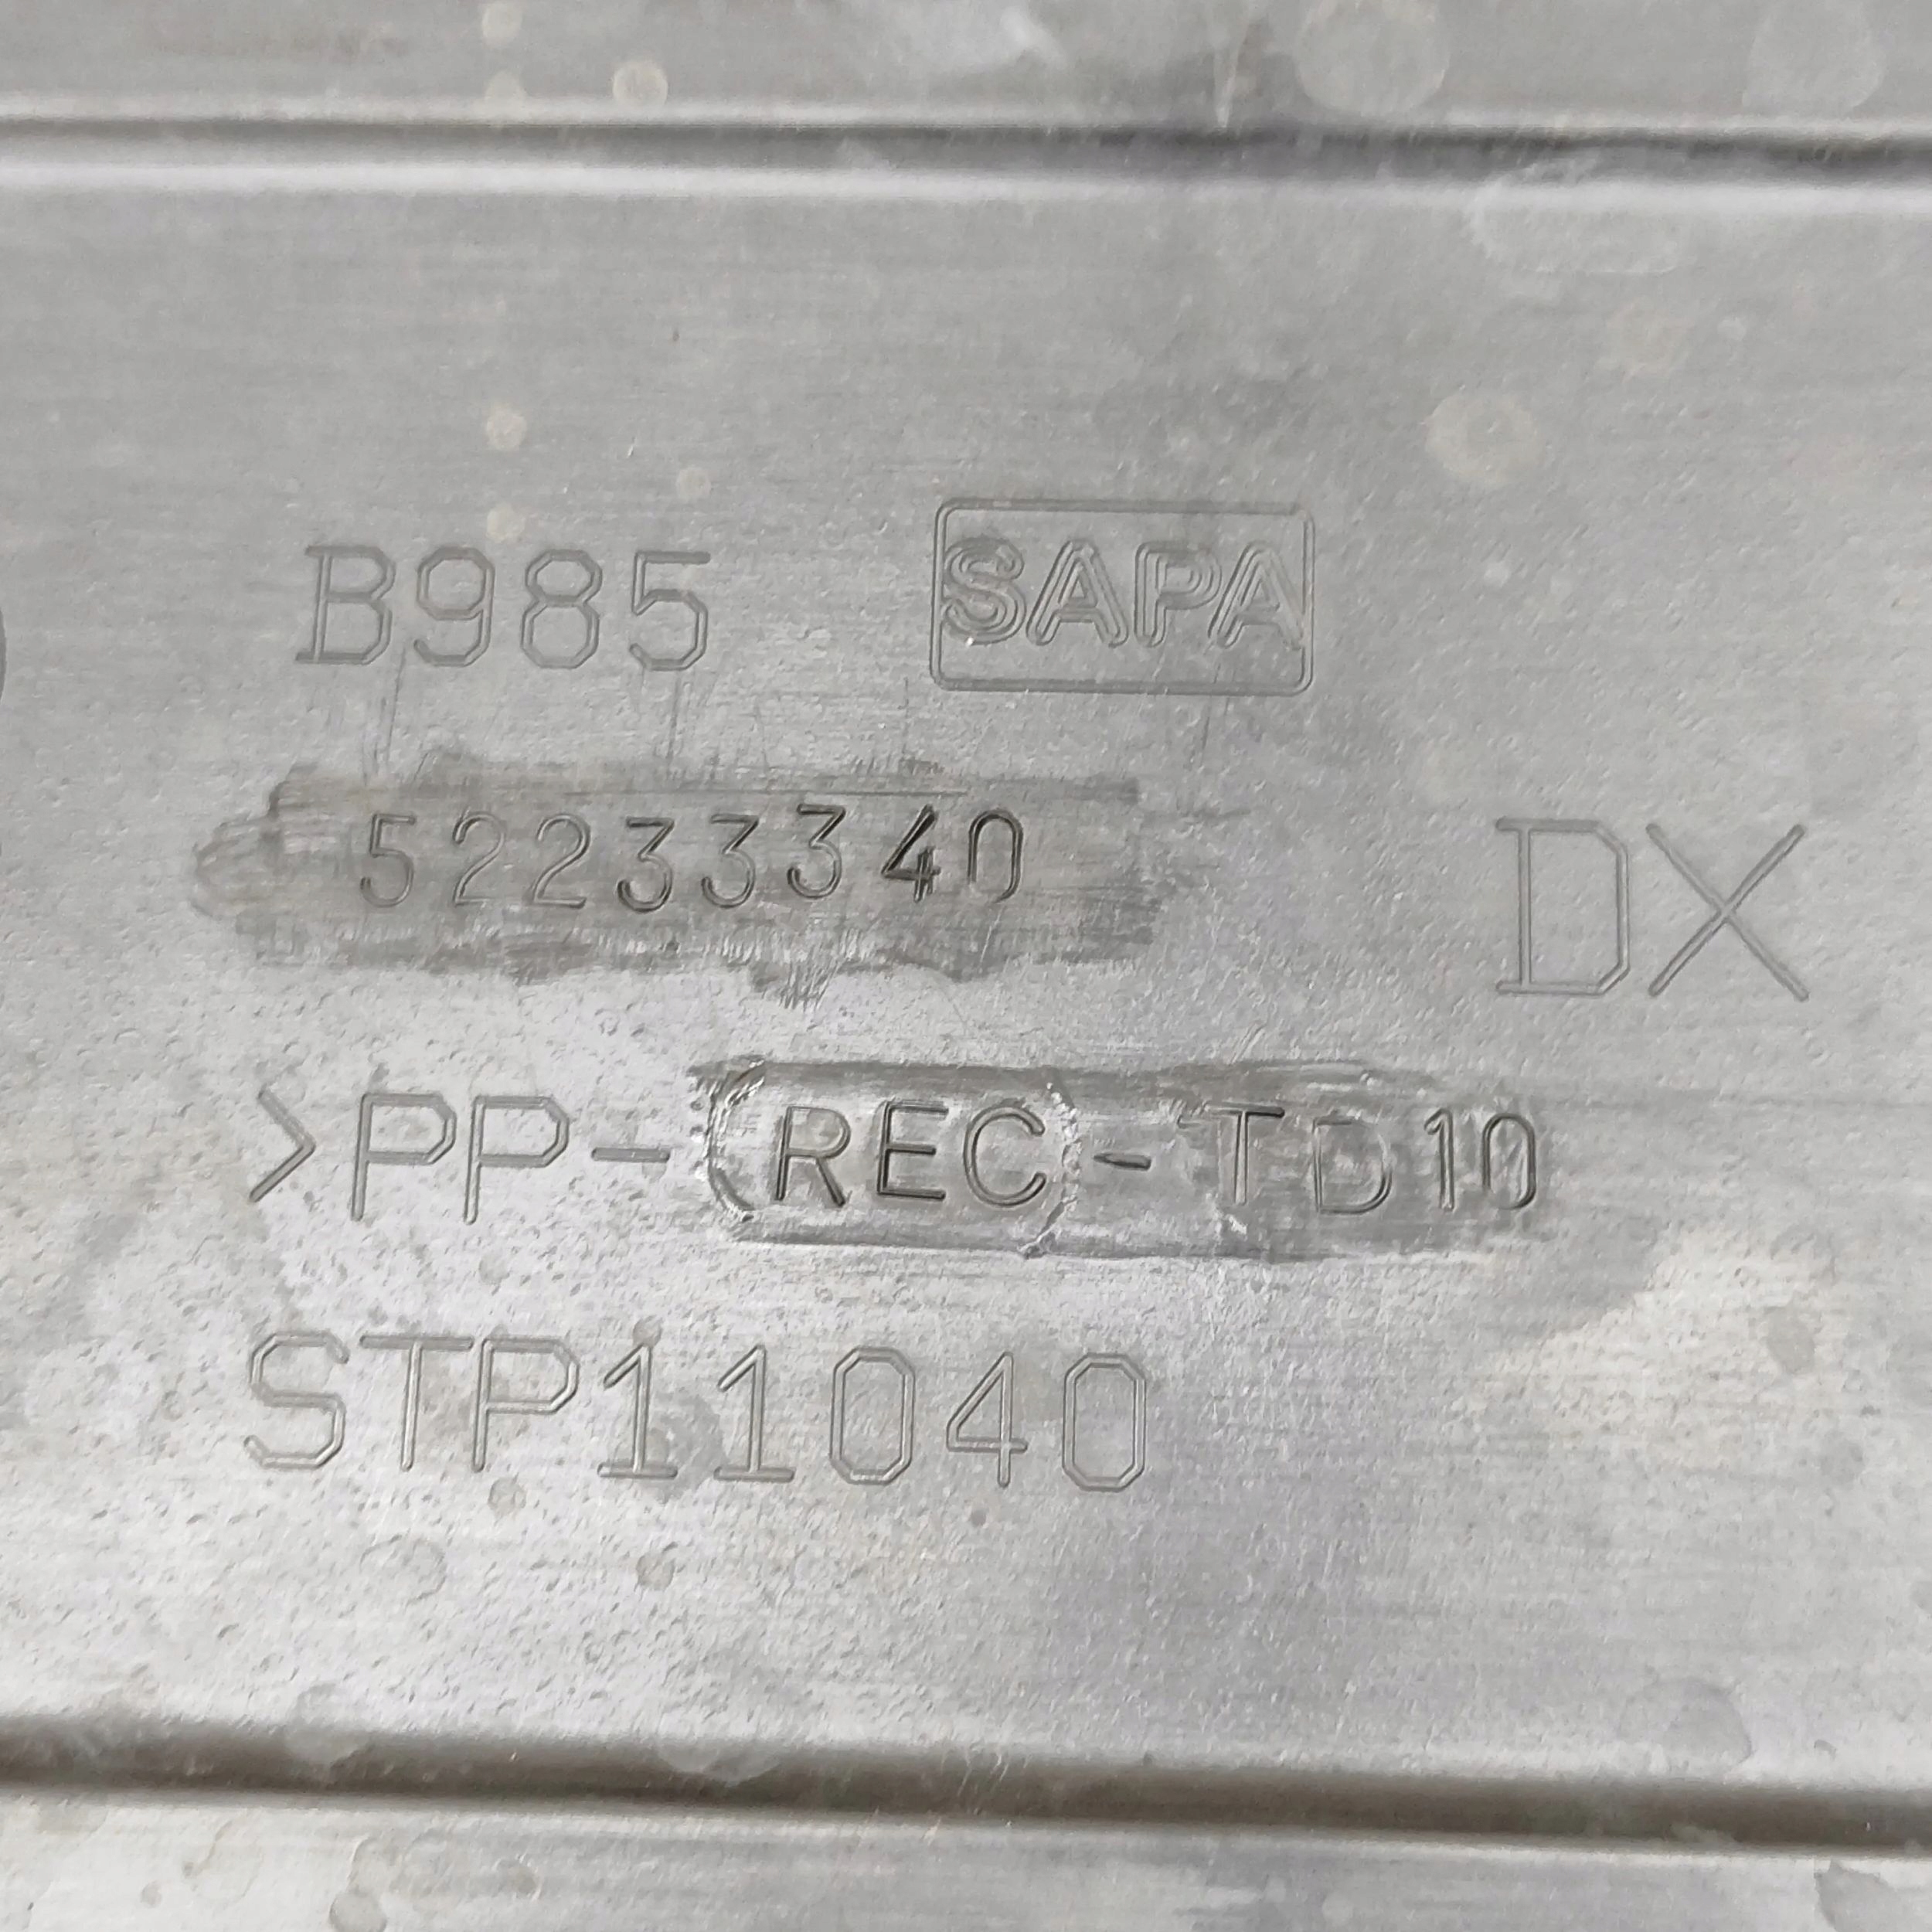 B985 SAPA
52233340 DX
>PP-(REC)-TD10
STP11040